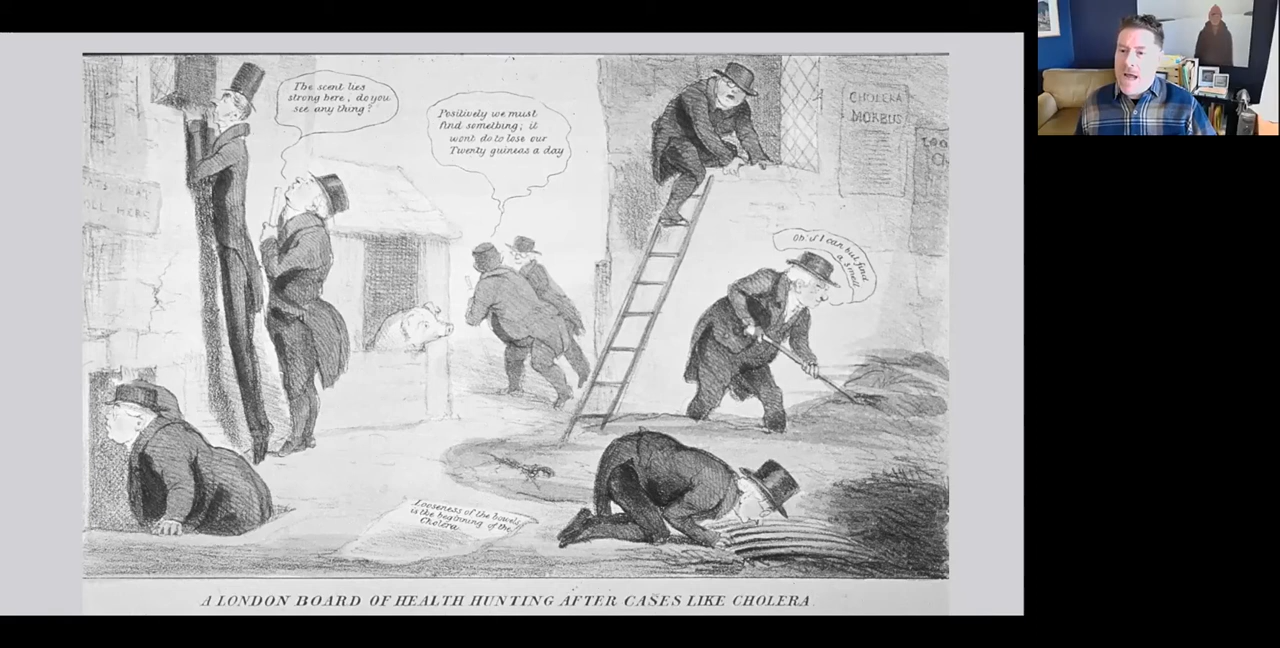 The scent lies
strong here; do you
see any thing?
Positively we must
find something; it
wont do to lose our
Twenty guineas a day
CHOLERA
MORBUS
Oh! if I can but find
a smell
HERE
Looseness of the bowels
is the beginning of the
Cholera
A LONDON BOARD OF HEALTH HUNTING AFTER CASES LIKE CHOLERA.